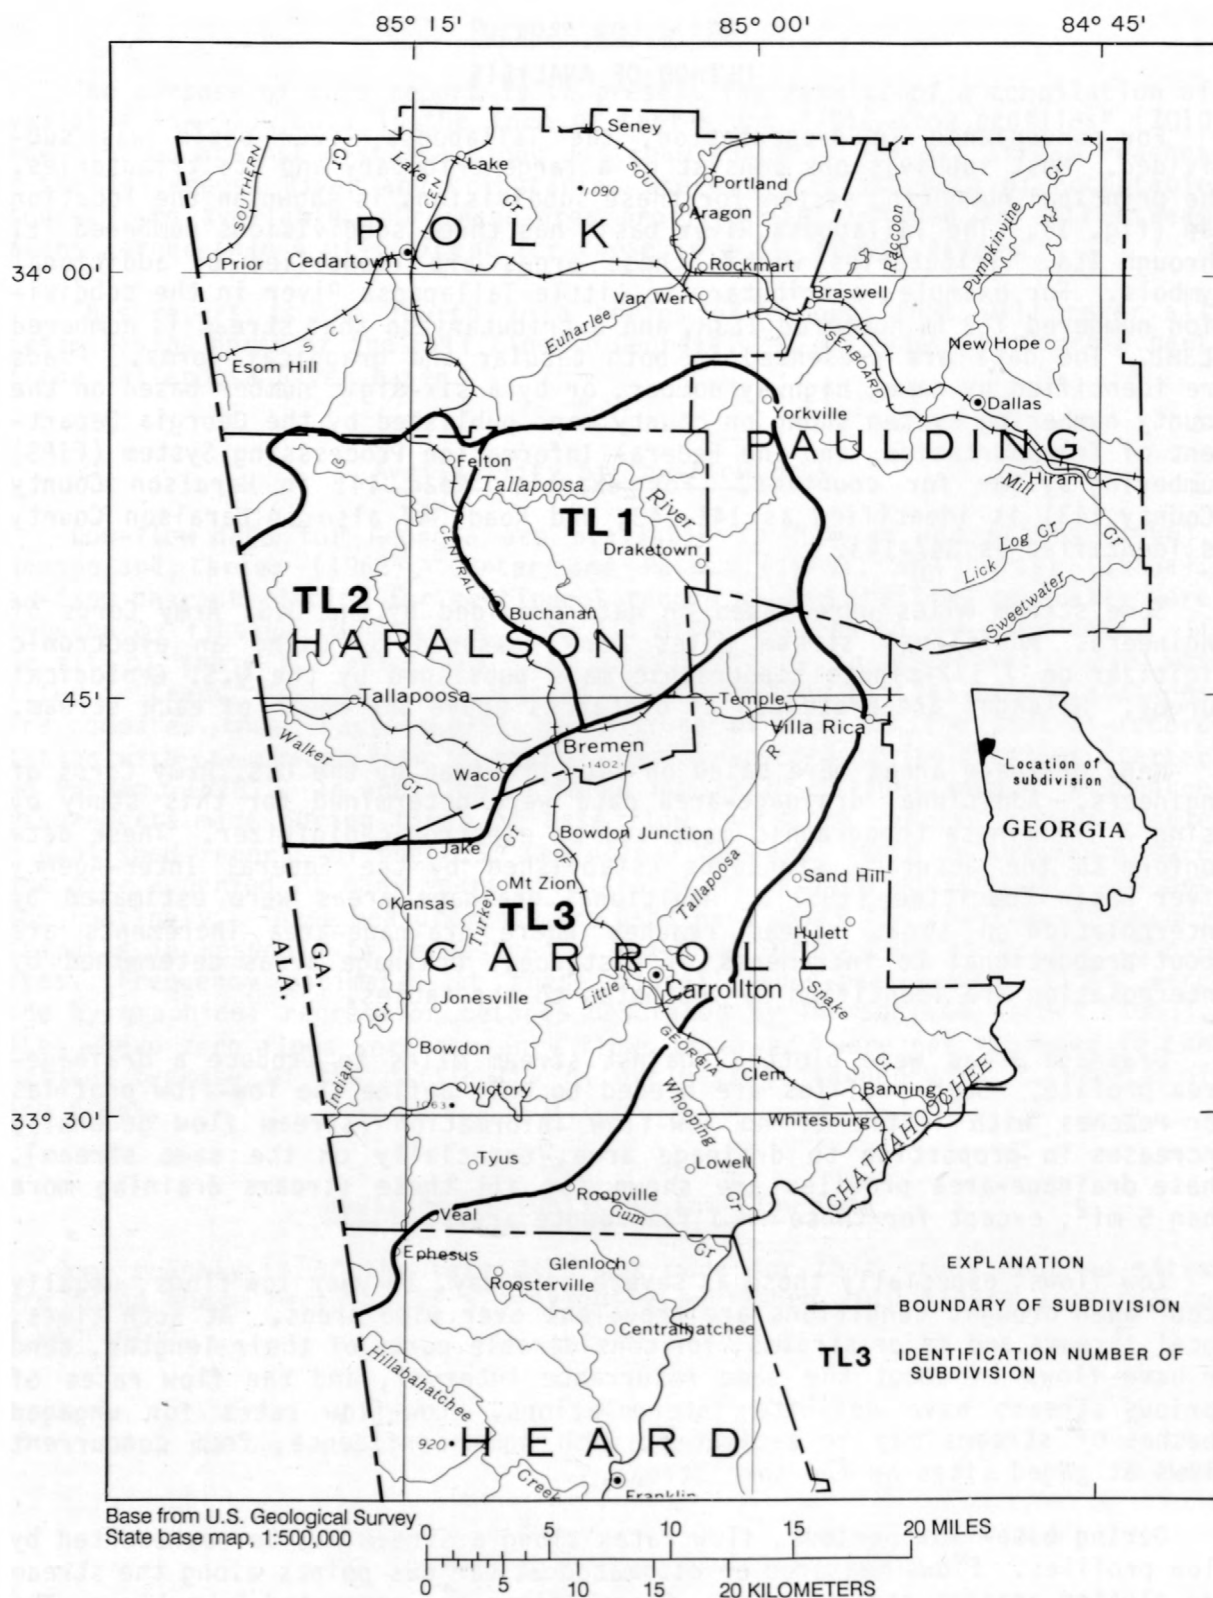 85° 15'
85° 00'
84° 45'
Seney
SOUTHERN
Cr
Lake
Lake
CEN
Cr
1090
SOU
Portland
Aragon
Raccoon
Cr
Pumpkinvine
Cr
POLK
Prior
Cedartown
34° 00'
Rockmart
Van Wert
Braswell
Euharlee
SEABOARD
New Hope
S C L
Esom Hill
Dallas
Yorkville
PAULDING
Felton
Tallapoosa
River
TL1
Hiram
Mill
Cr
Draketown
CENTRAL
Log Cr
Lick
Sweetwater
TL2
Buchanan
HARALSON
45'
Tallapoosa
Temple
Villa Rica
R
Walker
Cr
Bremen
1402
Waco
Location of
subdivision
GEORGIA
Cr
Bowdon Junction
OF
Jake
Mt Zion
Sand Hill
Tallapoosa
Kansas
Turkey
TL3
Hulett
GA.
ALA.
CARROLL
Little
Carrollton
Jonesville
Snake
Cr
Indian
Cr
Bowdon
GEORGIA
Clem
Victory
Banning
Whooping
Cr
33° 30'
Whitesburg
CHATTAHOOCHEE
Tyus
Lowell
Roopville
Gum
Cr
Veal
Ephesus
Glenloch
Roosterville
EXPLANATION
BOUNDARY OF SUBDIVISION
Centralhatchee
TL3 IDENTIFICATION NUMBER OF
SUBDIVISION
Hillabahatchee
Creek
920
HEARD
Franklin
Base from U.S. Geological Survey
State base map, 1:500,000
0 5 10 15 20 MILES
0 5 10 15 20 KILOMETERS